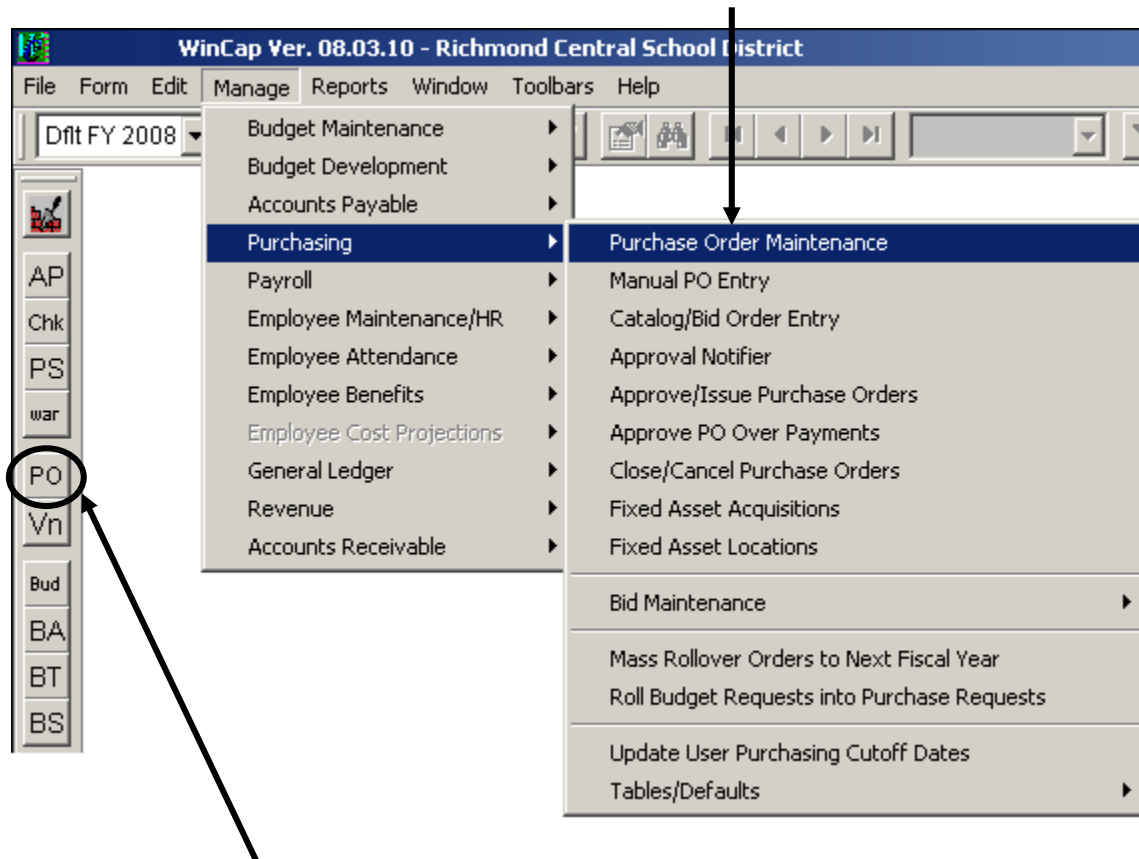 WinCap Ver. 08.03.10 - Richmond Central School District
File Form Edit Manage Reports Window Toolbars Help
Dflt FY 2008
Budget Maintenance
Budget Development
Accounts Payable
Purchasing
Payroll
Employee Maintenance/HR
Employee Attendance
Employee Benefits
Employee Cost Projections
General Ledger
Revenue
Accounts Receivable
Purchase Order Maintenance
Manual PO Entry
Catalog/Bid Order Entry
Approval Notifier
Approve/Issue Purchase Orders
Approve PO Over Payments
Close/Cancel Purchase Orders
Fixed Asset Acquisitions
Fixed Asset Locations
Bid Maintenance
Mass Rollover Orders to Next Fiscal Year
Roll Budget Requests into Purchase Requests
Update User Purchasing Cutoff Dates
Tables/Defaults
AP
Chk
PS
war
PO
Vn
Bud
BA
BT
BS